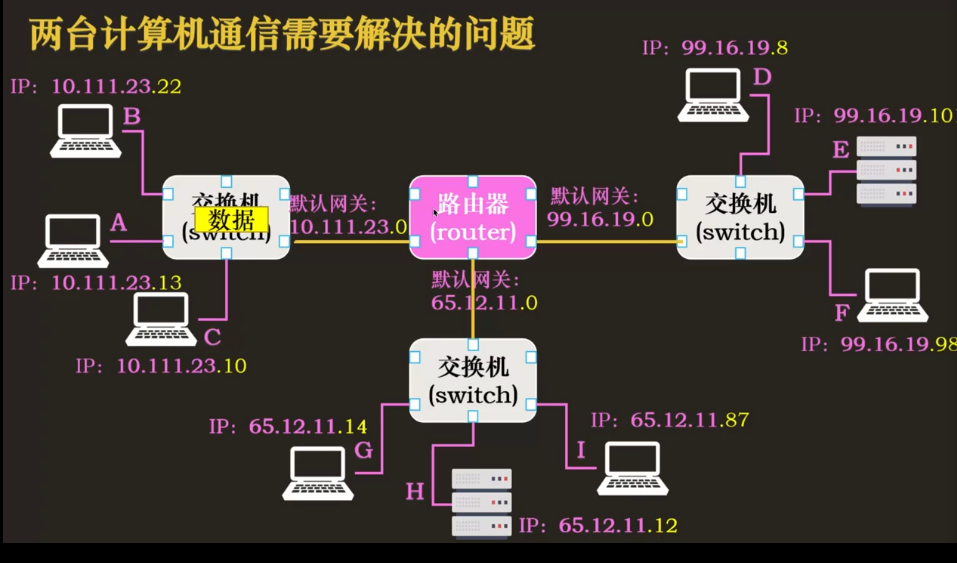 两台计算机通信需要解决的问题
IP: 99.16.19.8
D
IP: 10.111.23.22
B
IP: 99.16.19.10
E
交换机
(switch)
数据
默认网关:
10.111.23.0
路由器
(router)
默认网关:
99.16.19.0
交换机
(switch)
A
IP: 10.111.23.13
默认网关:
65.12.11.0
C
F
IP: 99.16.19.98
IP: 10.111.23.10
交换机
(switch)
IP: 65.12.11.14
G
IP: 65.12.11.87
I
H
IP: 65.12.11.12